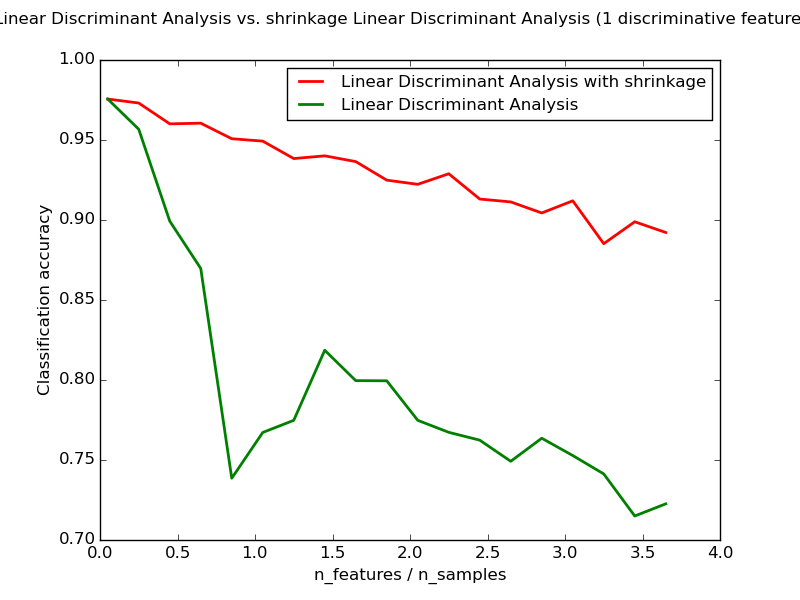 Linear Discriminant Analysis vs. shrinkage Linear Discriminant Analysis (1 discriminative feature
1.00
0.95
0.90
0.85
0.80
0.75
0.70
Classification accuracy
Linear Discriminant Analysis with shrinkage
Linear Discriminant Analysis
0.0 0.5 1.0 1.5 2.0 2.5 3.0 3.5 4.0
n_features / n_samples